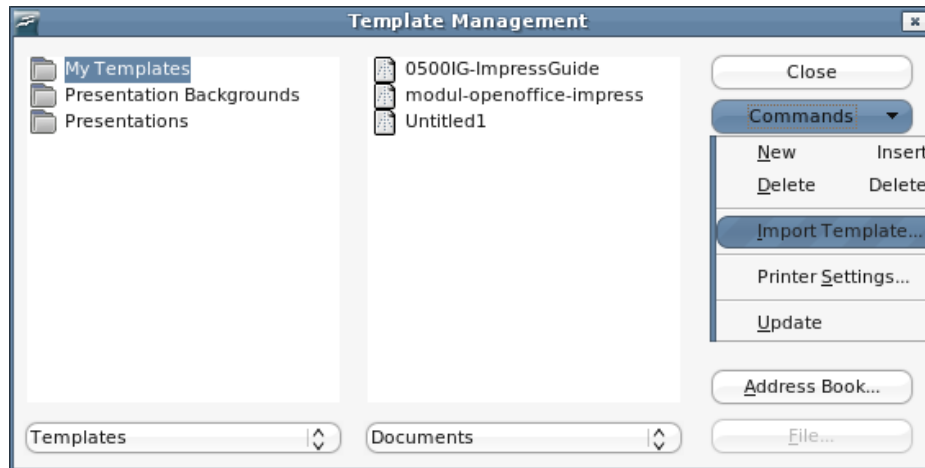 Template Management
My Templates
Presentation Backgrounds
Presentations
Templates
0500IG-ImpressGuide
modul-openoffice-impress
Untitled1
Documents
Close
Commands
New Insert
Delete Delete
Import Template...
Printer Settings...
Update
Address Book...
File...